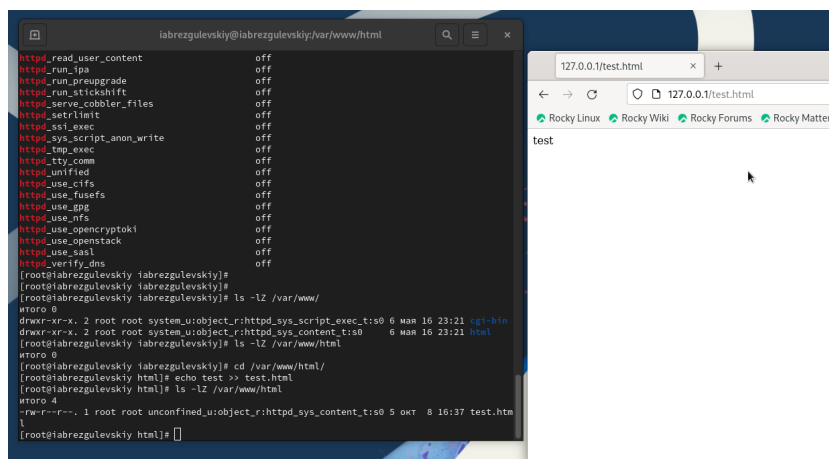 iabrezgulevskiy@iabrezgulevskiy:/var/www/html
httpd_read_user_content off
httpd_run_ipa off
httpd_run_preupgrade off
httpd_run_stickshift off
httpd_serve_cobbler_files off
httpd_setrlimit off
httpd_ssi_exec off
httpd_sys_script_anon_write off
httpd_tmp_exec off
httpd_tty_comm off
httpd_unified off
httpd_use_cifs off
httpd_use_fusefs off
httpd_use_gpg off
httpd_use_nfs off
httpd_use_opencryptoki off
httpd_use_openstack off
httpd_use_sasl off
httpd_verify_dns off
[root@iabrezgulevskiy iabrezgulevskiy]#
[root@iabrezgulevskiy iabrezgulevskiy]#
[root@iabrezgulevskiy iabrezgulevskiy]# ls -lZ /var/www/
итого 0
drwxr-xr-x. 2 root root system_u:object_r:httpd_sys_script_exec_t:s0 6 мая 16 23:21 cgi-bin
drwxr-xr-x. 2 root root system_u:object_r:httpd_sys_content_t:s0 6 мая 16 23:21 html
[root@iabrezgulevskiy iabrezgulevskiy]# ls -lZ /var/www/html
итого 0
[root@iabrezgulevskiy iabrezgulevskiy]# cd /var/www/html/
[root@iabrezgulevskiy html]# echo test >> test.html
[root@iabrezgulevskiy html]# ls -lZ /var/www/html
итого 4
-rw-r--r--. 1 root root unconfined_u:object_r:httpd_sys_content_t:s0 5 окт 8 16:37 test.htm
l
[root@iabrezgulevskiy html]#
127.0.0.1/test.html
127.0.0.1/test.html
Rocky Linux Rocky Wiki Rocky Forums Rocky Matter
test